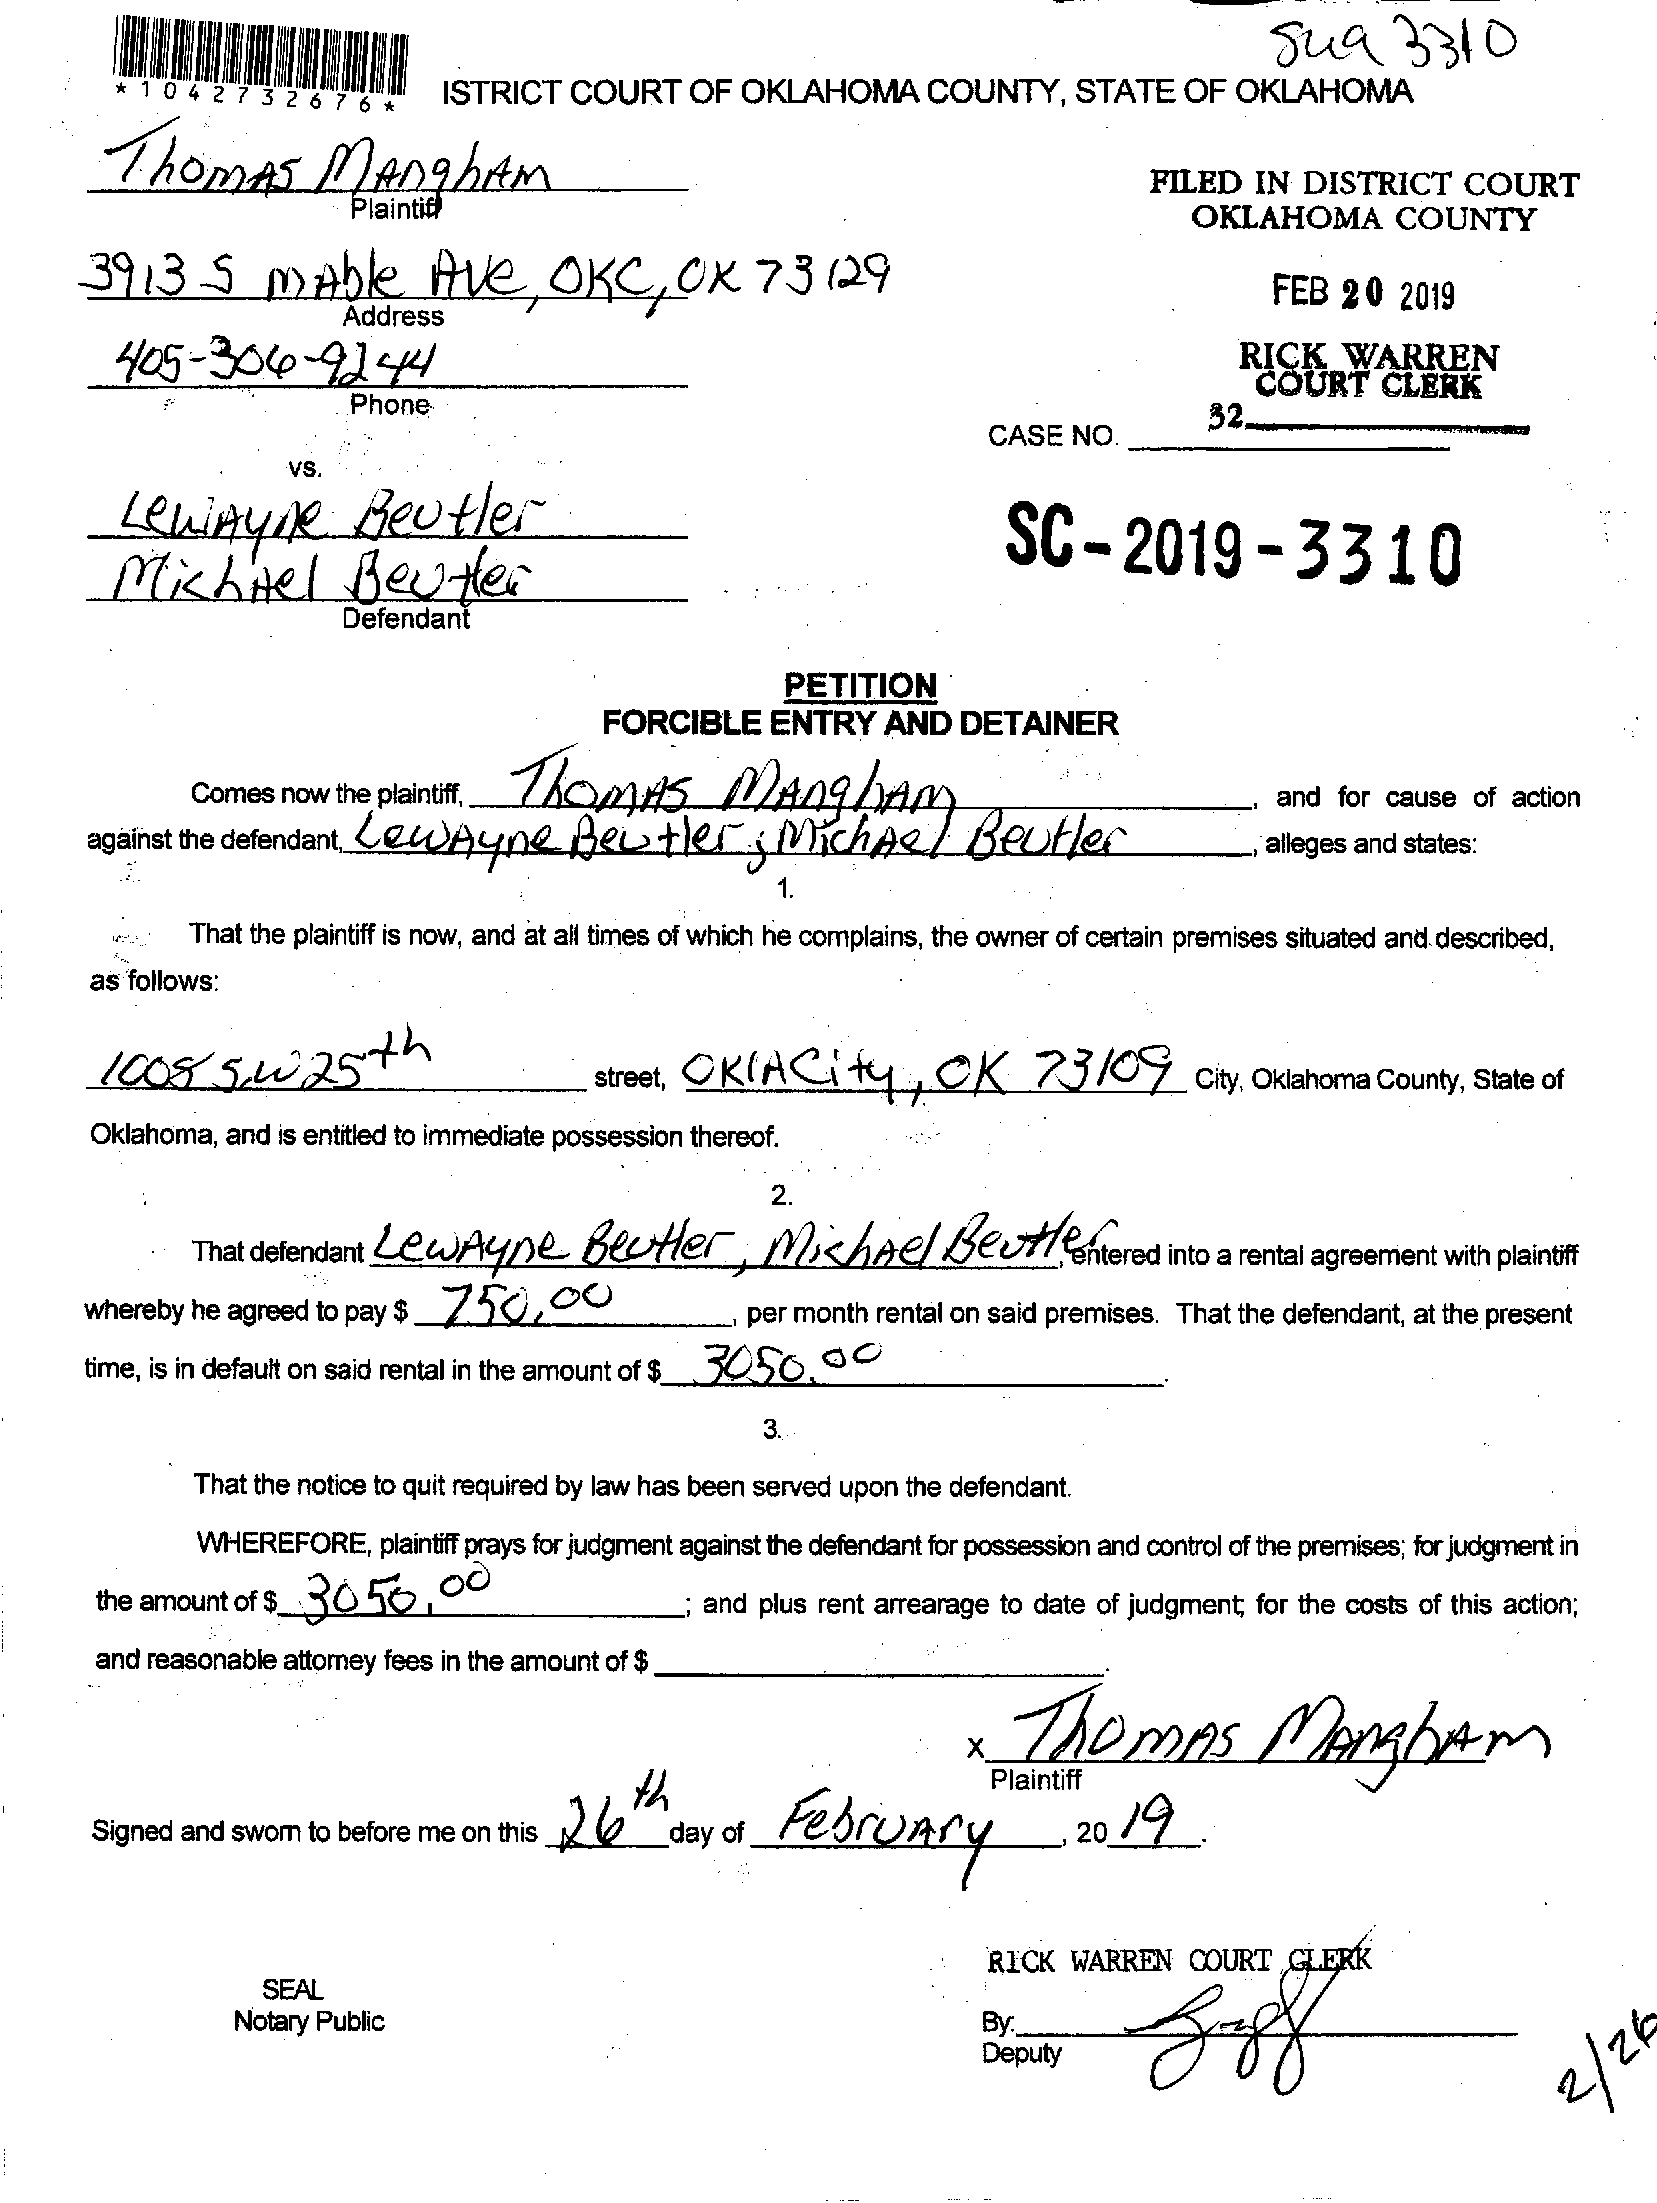 sug 3310
*1042732676*
ISTRICT COURT OF OKLAHOMA COUNTY, STATE OF OKLAHOMA
Thomas Mangham
Plaintiff
FILED IN DISTRICT COURT
OKLAHOMA COUNTY
3913 S Mable Ave, OKC, OK 73129
Address
FEB 20 2019
405-306-9244
Phone
RICK WARREN
COURT CLERK
32
CASE NO.
vs.
LeWayne Beutler
Michael Beutler
Defendant
SC-2019-3310
PETITION
FORCIBLE ENTRY AND DETAINER
Comes now the plaintiff, Thomas Mangham, and for cause of action
against the defendant, LeWayne Beutler; Michael Beutler, alleges and states:
1.
That the plaintiff is now, and at all times of which he complains, the owner of certain premises situated and described,
as follows:
1008 S.W 25th street, OklaCity, OK 73109 City, Oklahoma County, State of
Oklahoma, and is entitled to immediate possession thereof.
2.
That defendant LeWayne Beutler, Michael Beutler, entered into a rental agreement with plaintiff
whereby he agreed to pay $ 750.00, per month rental on said premises. That the defendant, at the present
time, is in default on said rental in the amount of $ 3050.00.
3.
That the notice to quit required by law has been served upon the defendant.
WHEREFORE, plaintiff prays for judgment against the defendant for possession and control of the premises; for judgment in
the amount of $ 3050.00; and plus rent arrearage to date of judgment; for the costs of this action;
and reasonable attorney fees in the amount of $ .
x Thomas Mangham
Plaintiff
Signed and sworn to before me on this 26th day of February, 2019.
RICK WARREN COURT CLERK
SEAL
Notary Public
By:
Deputy
2/26